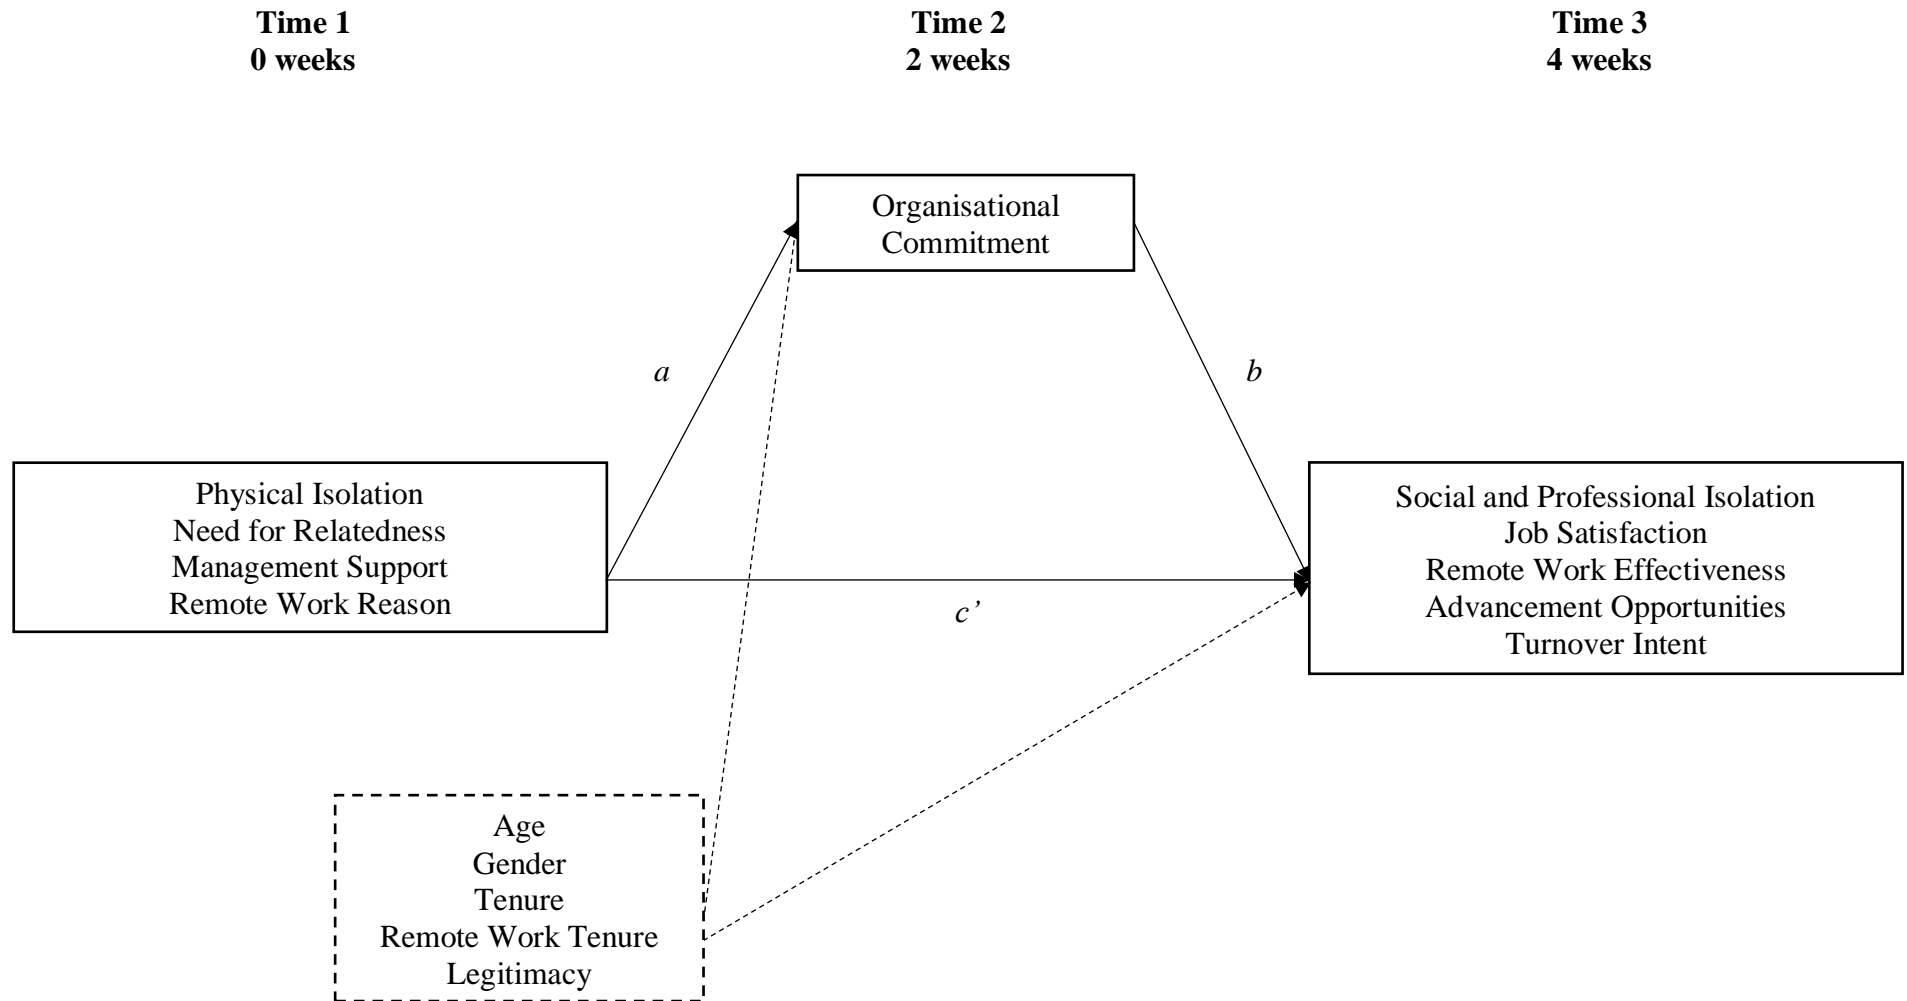 Time 1
0 weeks
Time 2
2 weeks
Time 3
4 weeks
Organisational
Commitment
a
b
Physical Isolation
Need for Relatedness
Management Support
Remote Work Reason
c’
Social and Professional Isolation
Job Satisfaction
Remote Work Effectiveness
Advancement Opportunities
Turnover Intent
Age
Gender
Tenure
Remote Work Tenure
Legitimacy